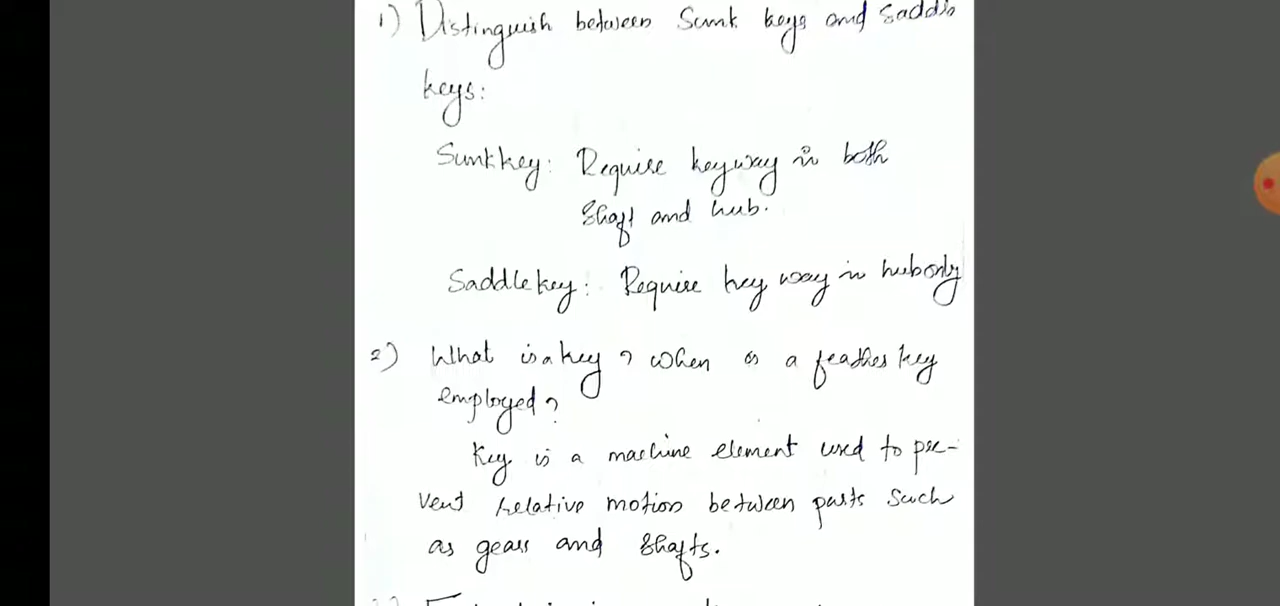 1) Distinguish between Sunk keys and saddle
keys:
Sunk key: Require keyway in both
shaft and hub.
Saddle key: Require key way in hub only
2) What is a key? when is a feather key
employed?
Key is a machine element used to pre-
vent relative motion between parts such
as gears and shafts.